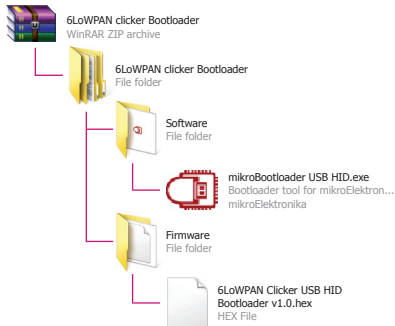 6LoWPAN clicker Bootloader
WinRAR ZIP archive
6LoWPAN clicker Bootloader
File folder
Software
File folder
mikroBootloader USB HID.exe
Bootloader tool for mikroElektron...
mikroElektronika
Firmware
File folder
6LoWPAN Clicker USB HID
Bootloader v1.0.hex
HEX File